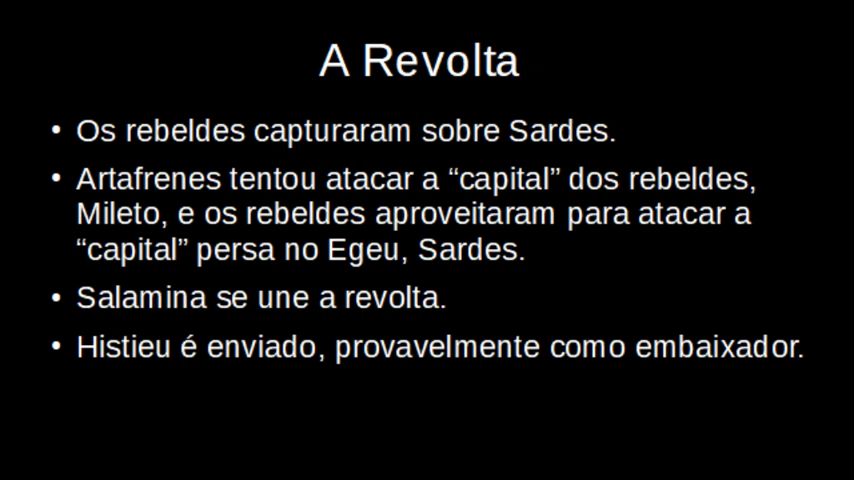 A Revolta
• Os rebeldes capturaram sobre Sardes.
• Artafrenes tentou atacar a “capital” dos rebeldes,
Mileto, e os rebeldes aproveitaram para atacar a
“capital” persa no Egeu, Sardes.
• Salamina se une a revolta.
• Histieu é enviado, provavelmente como embaixador.